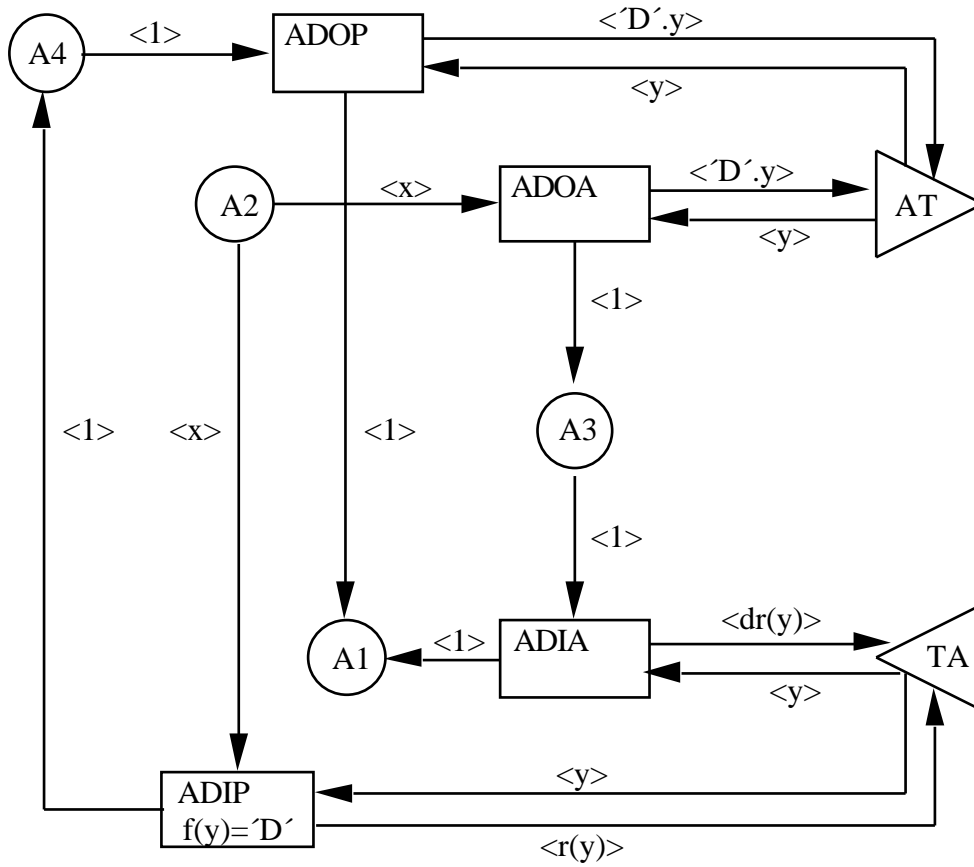 <1>
ADOP
<´D´.y>
A4
<y>
A2
<x>
ADOA
<´D´.y>
AT
<y>
<1>
<1>
<x>
<1>
A3
<1>
A1
<1>
ADIA
<dr(y)>
TA
<y>
ADIP
f(y)=´D´
<y>
<r(y)>